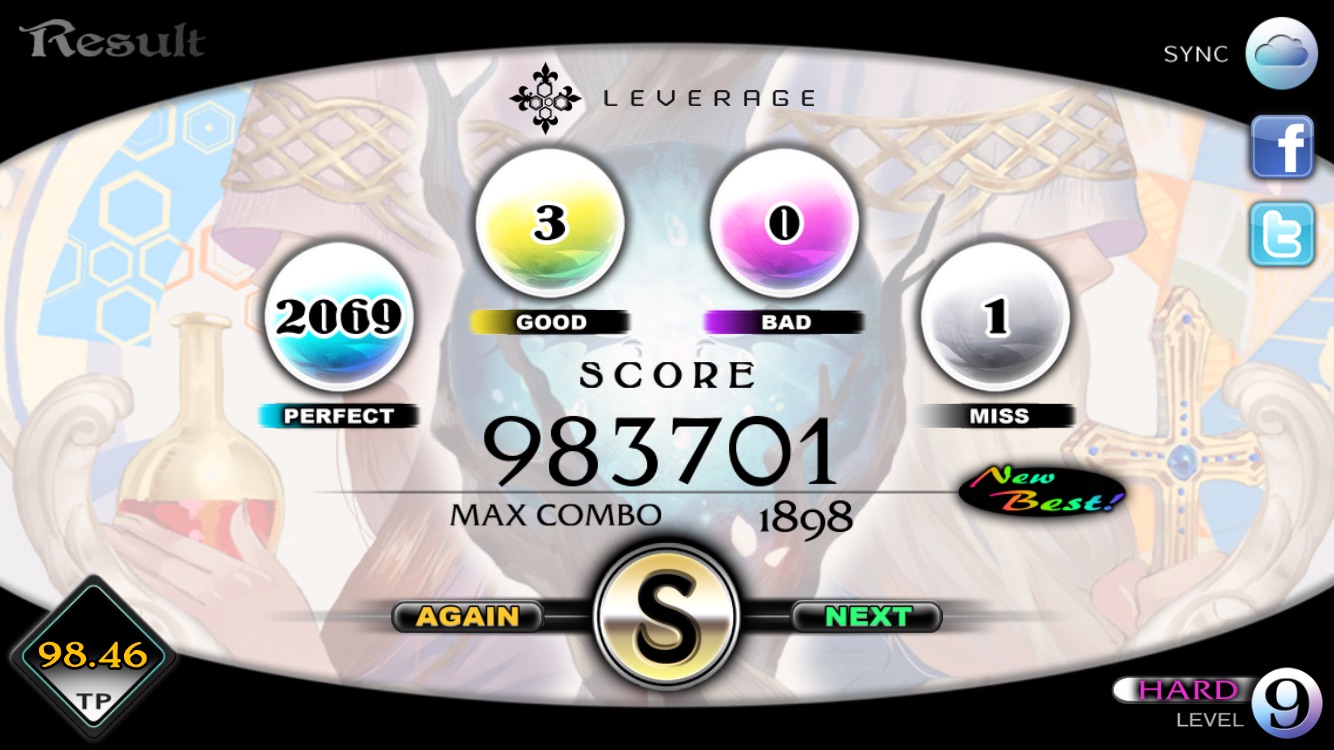 Result
SYNC
LEVERAGE
3
0
GOOD
BAD
2069
1
PERFECT
MISS
SCORE
983701
New Best!
MAX COMBO 1898
S
AGAIN
NEXT
98.46
TP
HARD
LEVEL 9